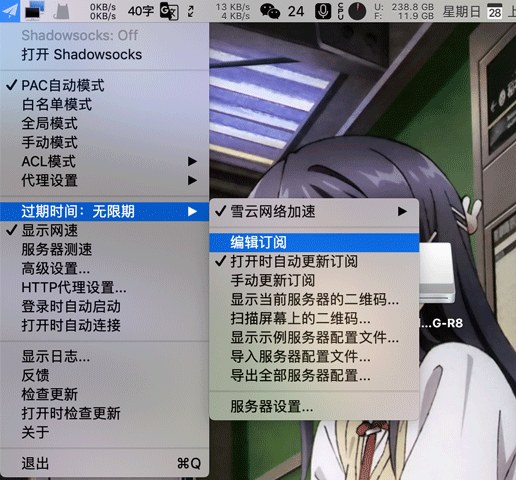 0KB/s
0KB/s
40字
13 KB/s
4 KB/s
24
CPU
U:
F:
238.8 GB
11.9 GB
星期日
28
上
Shadowsocks: Off
打开 Shadowsocks
✓ PAC自动模式
白名单模式
全局模式
手动模式
ACL模式
代理设置
过期时间：无限期
✓ 显示网速
服务器测速
高级设置...
HTTP代理设置...
登录时自动启动
打开时自动连接
显示日志...
反馈
检查更新
打开时检查更新
关于
退出 ⌘Q
✓ 雪云网络加速
编辑订阅
✓ 打开时自动更新订阅
手动更新订阅
显示当前服务器的二维码...
扫描屏幕上的二维码...
显示示例服务器配置文件...
导入服务器配置文件...
导出全部服务器配置...
服务器设置...
...G-R8